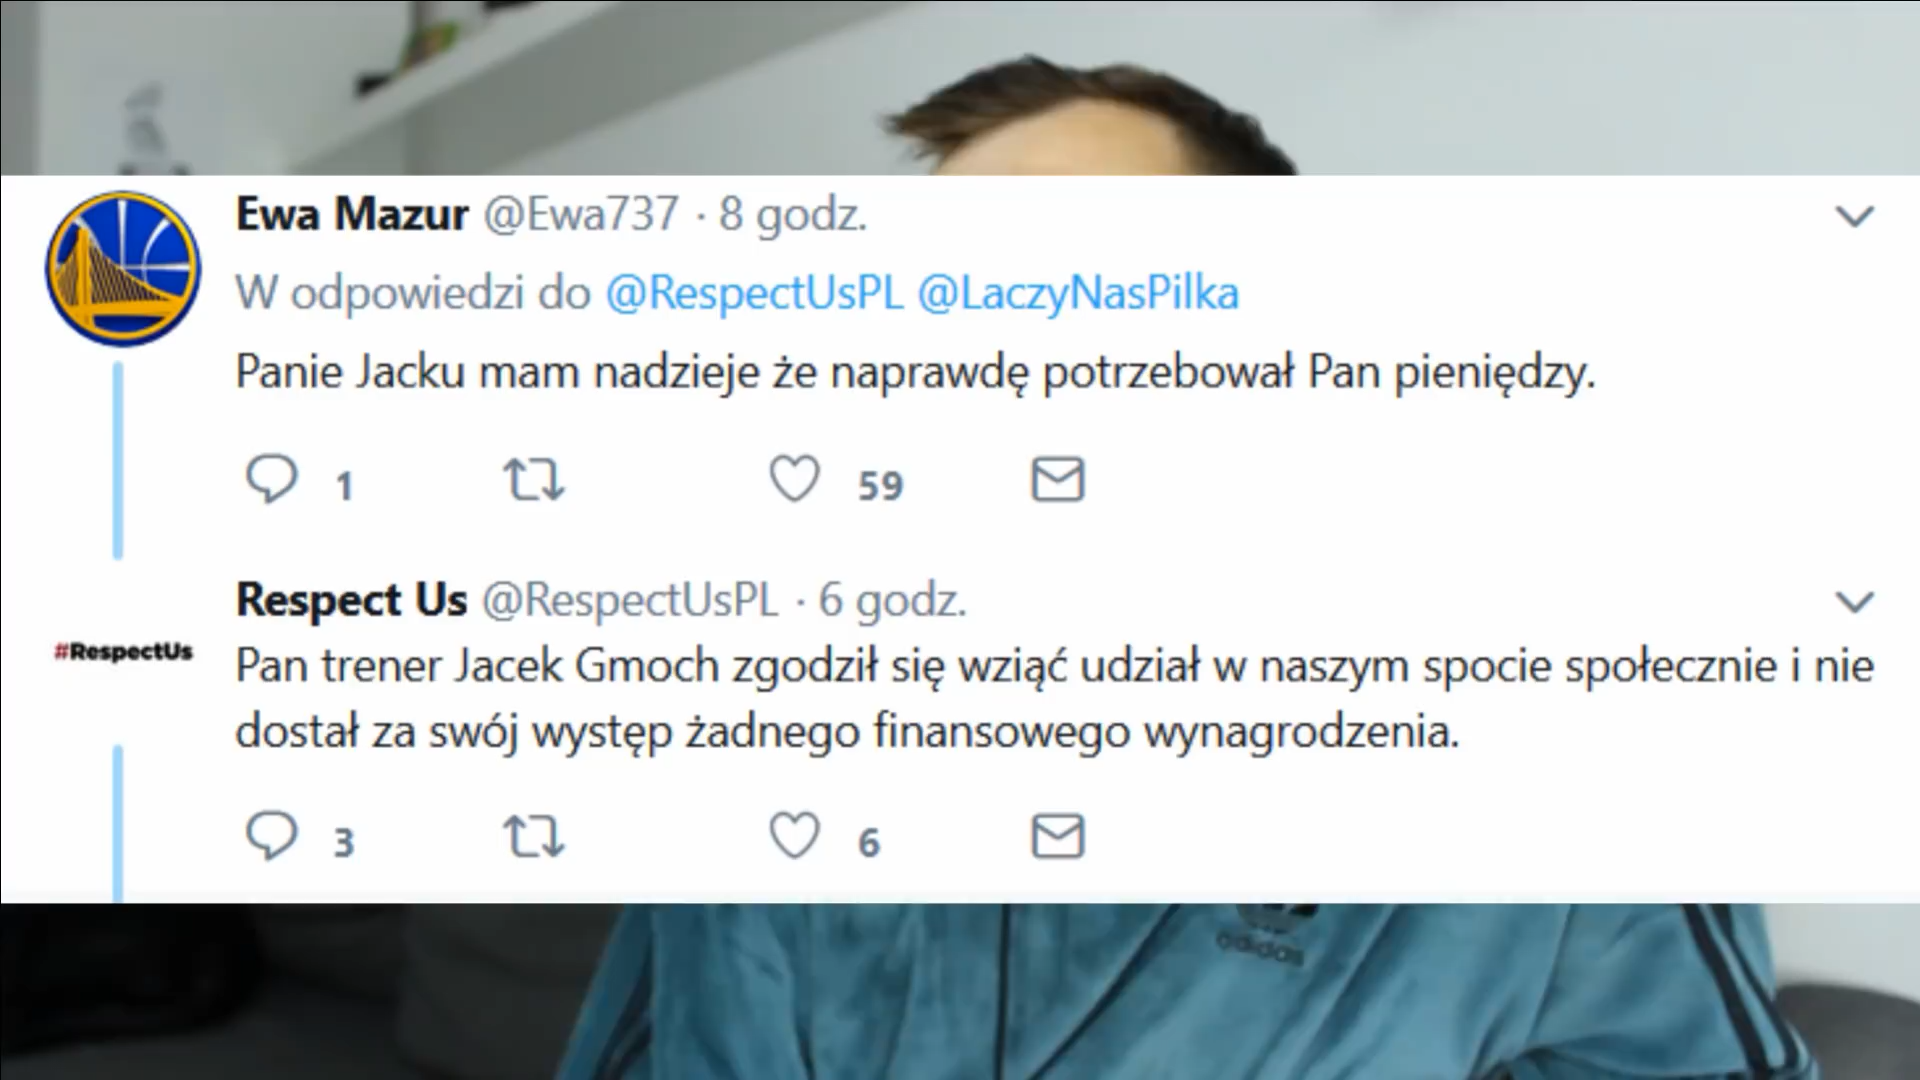 Ewa Mazur @Ewa737 · 8 godz.
W odpowiedzi do @RespectUsPL @LaczyNasPilka
Panie Jacku mam nadzieje że naprawdę potrzebował Pan pieniędzy.
1 59
Respect Us @RespectUsPL · 6 godz.
#RespectUs
Pan trener Jacek Gmoch zgodził się wziąć udział w naszym spocie społecznie i nie
dostał za swój występ żadnego finansowego wynagrodzenia.
3 6
adidas